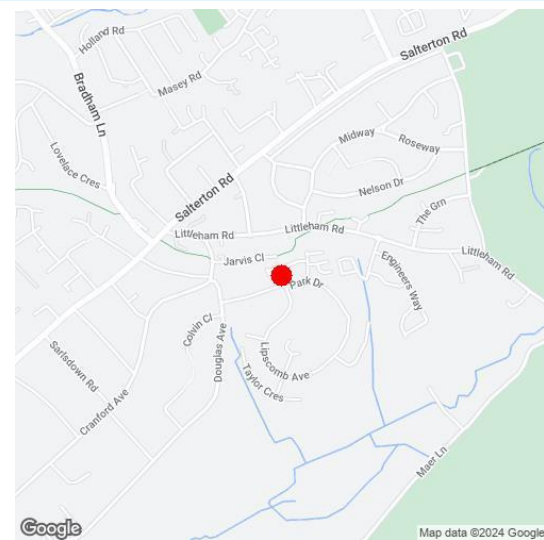 Holland Rd
Salterton Rd
Masey Rd
Bradham Ln
Midway
Roseway
Lovelace Cres
Nelson Dr
Salterton Rd
The Grn
Littleham Rd
Littleham Rd
Littleham Rd
Jarvis Cl
Engineers Way
Park Dr
Colvin Cl
Douglas Ave
Sarlsdown Rd
Lipscomb Ave
Taylor Cres
Cranford Ave
Maer Ln
Google
Map data ©2024 Google